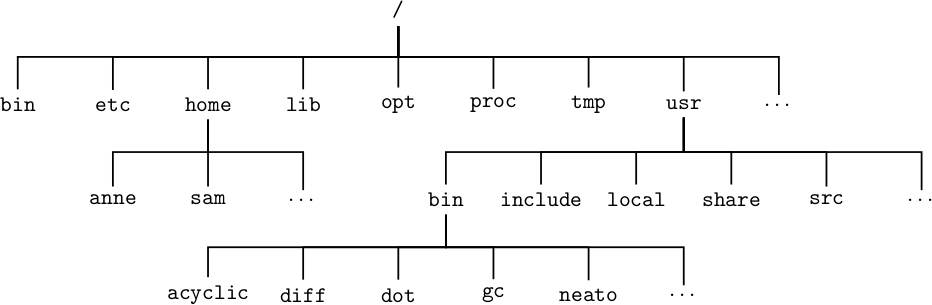 /
bin etc home lib opt proc tmp usr ...
anne sam ... bin include local share src ...
acyclic diff dot gc neato ...